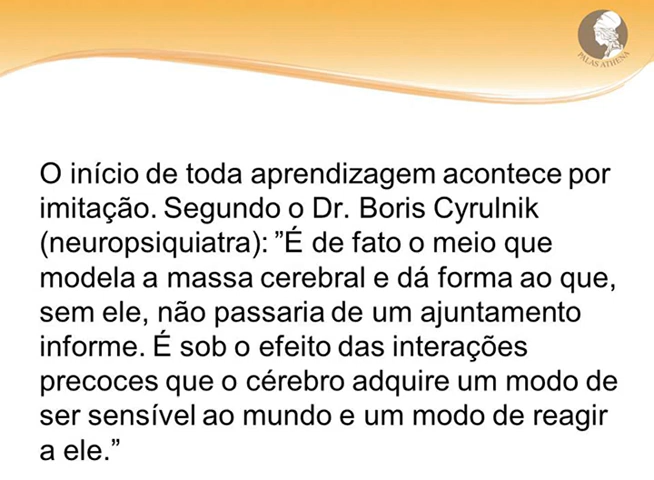 PALAS ATHENA
O início de toda aprendizagem acontece por
imitação. Segundo o Dr. Boris Cyrulnik
(neuropsiquiatra): ”É de fato o meio que
modela a massa cerebral e dá forma ao que,
sem ele, não passaria de um ajuntamento
informe. É sob o efeito das interações
precoces que o cérebro adquire um modo de
ser sensível ao mundo e um modo de reagir
a ele.”